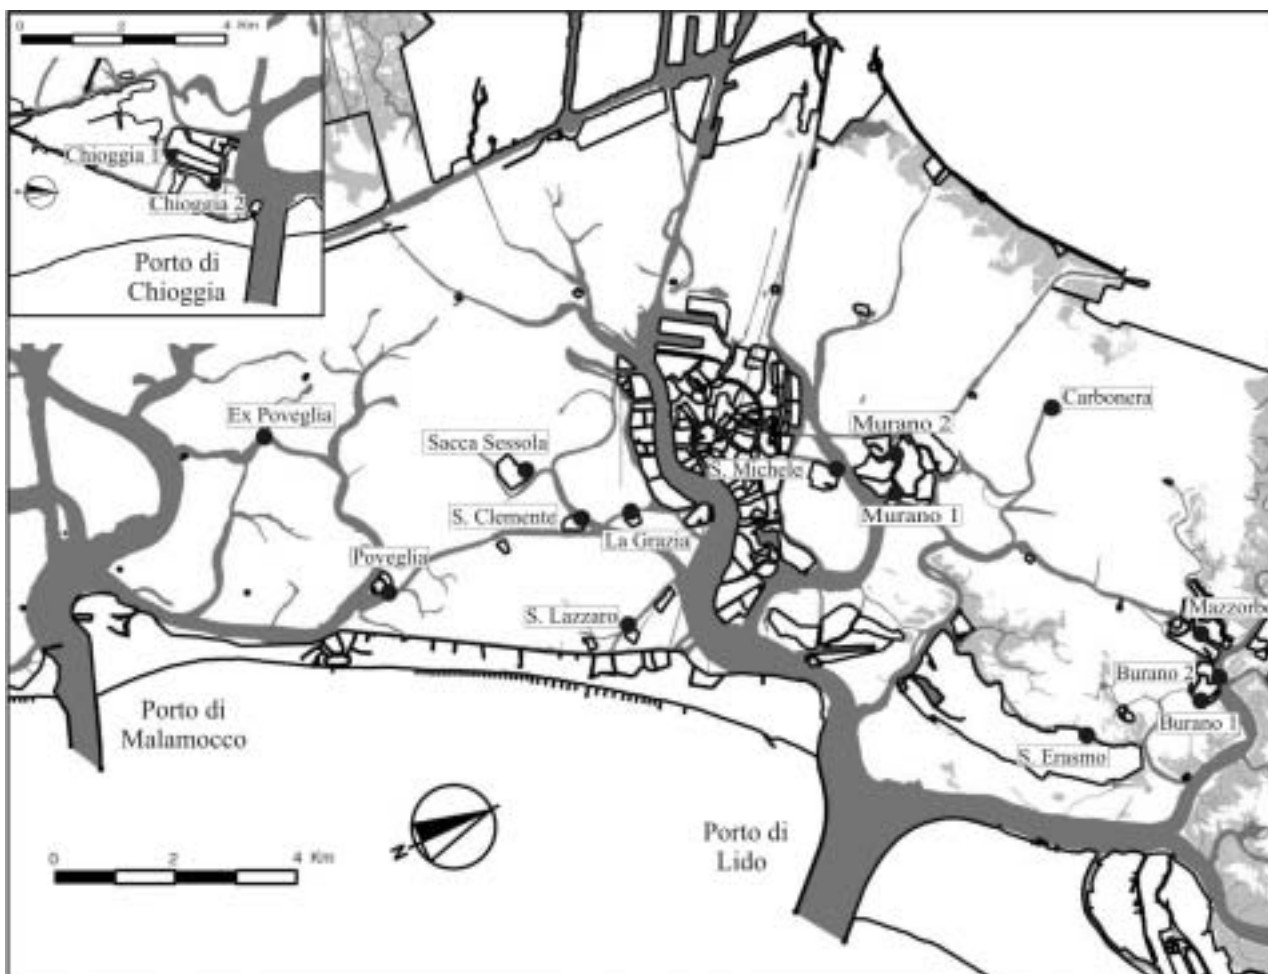 0 2 4 Km
Chioggia 1
Chioggia 2
Porto di
Chioggia
Ex Poveglia
Sacca Sessola
S. Clemente
La Grazia
Poveglia
S. Lazzaro
S. Michele
Murano 2
Murano 1
Carbonera
Mazzorbo
Burano 2
Burano 1
S. Erasmo
Porto di
Malamocco
Porto di
Lido
N
0 2 4 Km